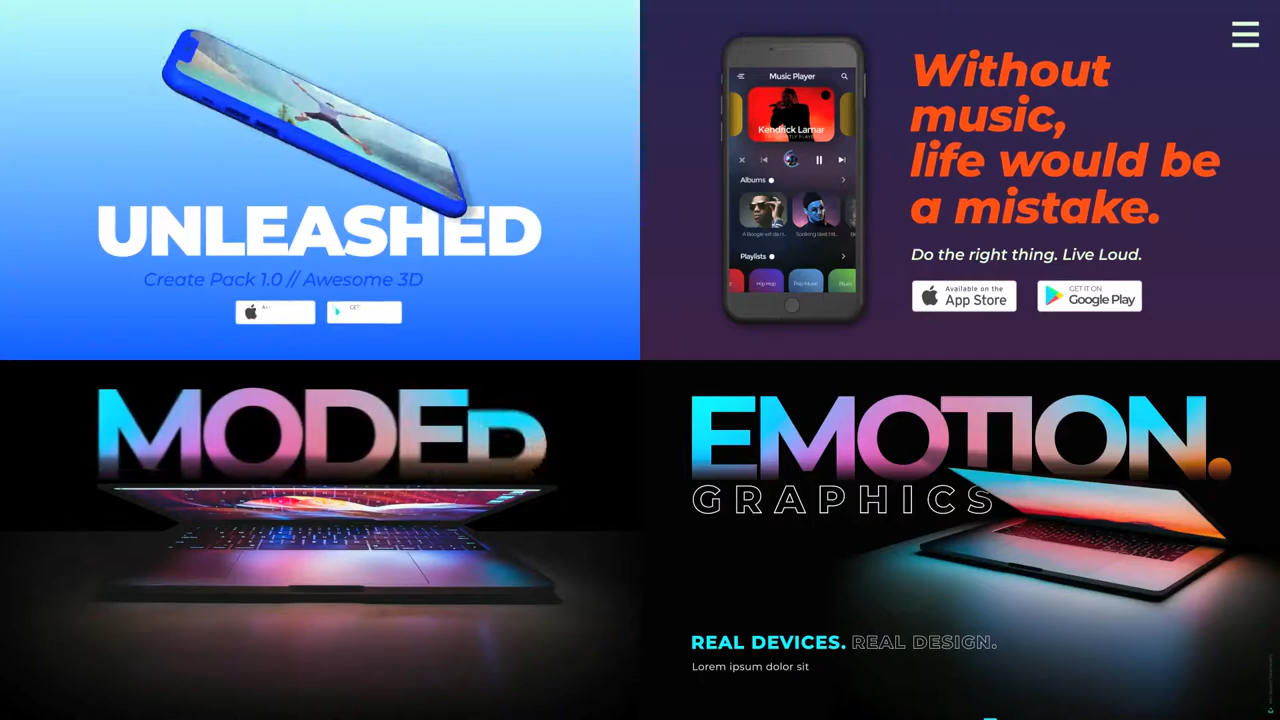 UNLEASHED
Create Pack 1.0 // Awesome 3D
GET
Music Player
Kendrick Lamar
Albums
Playlists
Hip Hop
Pop Music
Without
music,
life would be
a mistake.
Do the right thing. Live Loud.
Available on the
App Store
GET IT ON
Google Play
MODED
EMOTION.
GRAPHICS
REAL DEVICES. REAL DESIGN.
Lorem ipsum dolor sit